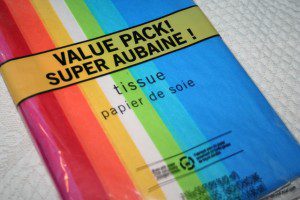 VALUE PACK!
SUPER AUBAINE !
tissue
papier de soie